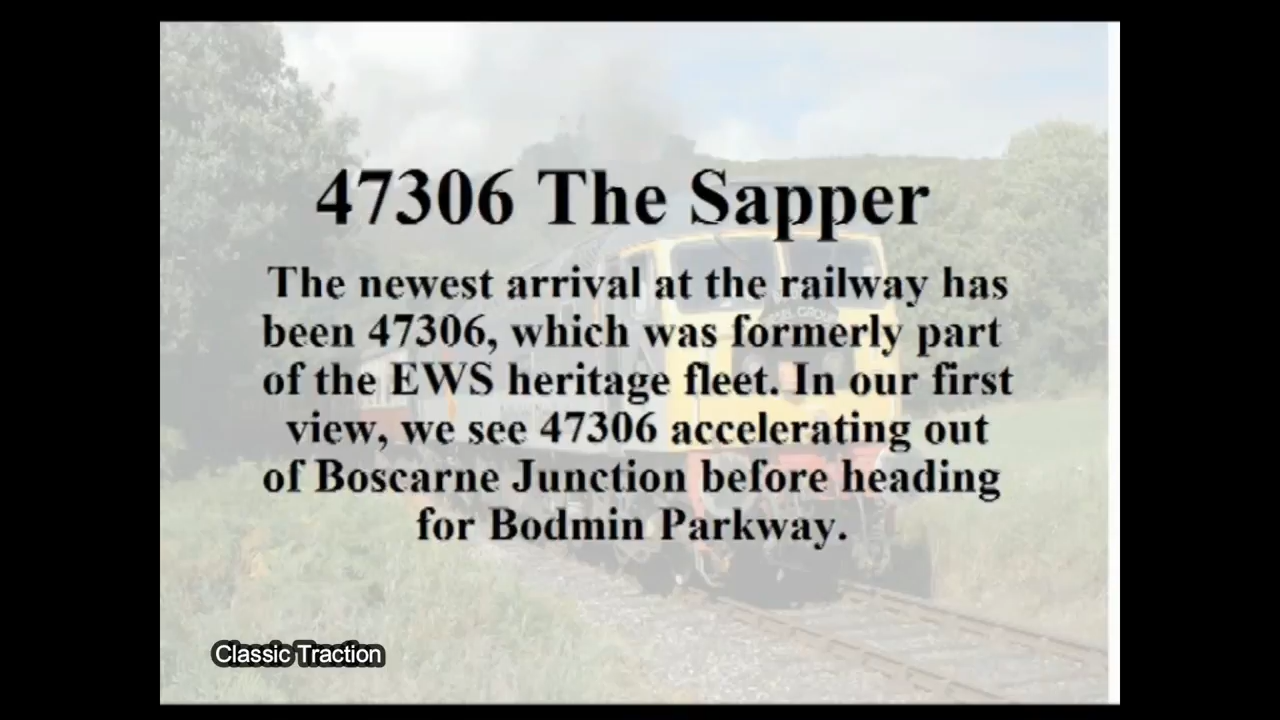 47306 The Sapper
The newest arrival at the railway has
been 47306, which was formerly part
of the EWS heritage fleet. In our first
view, we see 47306 accelerating out
of Boscarne Junction before heading
for Bodmin Parkway.
Classic Traction